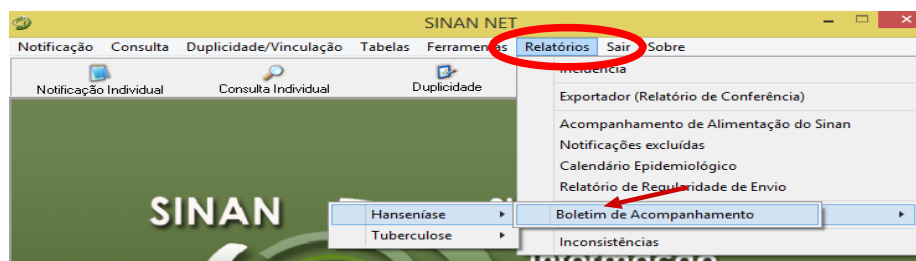 SINAN NET
Notificação Consulta Duplicidade/Vinculação Tabelas Ferramentas Relatórios Sair Sobre
Notificação Individual Consulta Individual Duplicidade
Incidência
Exportador (Relatório de Conferência)
Acompanhamento de Alimentação do Sinan
Notificações excluídas
Calendário Epidemiológico
Relatório de Regularidade de Envio
SINAN
Hanseníase Boletim de Acompanhamento
Tuberculose
Inconsistências